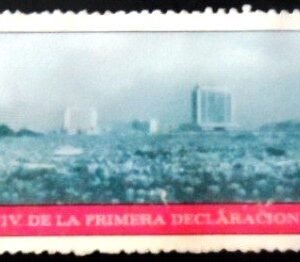 IV. DE LA PRIMERA DECLARACION